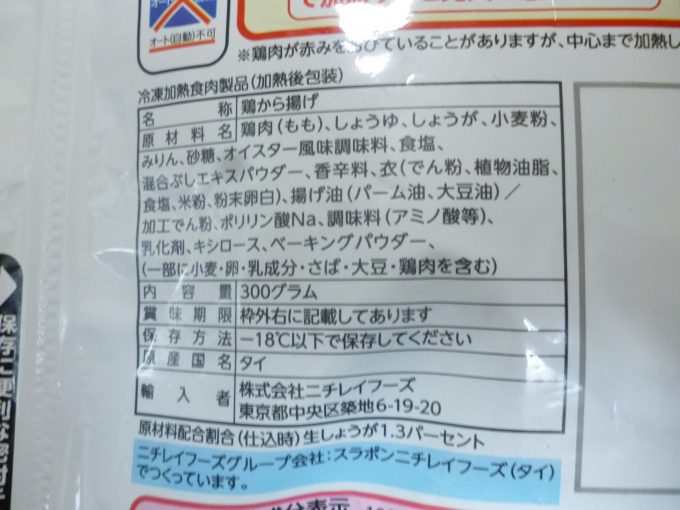 オート(自動)不可
※鶏肉が赤みをおびていることがありますが、中心まで加熱し
冷凍加熱食肉製品(加熱後包装)
名称 鶏から揚げ
原材料名 鶏肉(もも)、しょうゆ、しょうが、小麦粉、
みりん、砂糖、オイスター風味調味料、食塩、
混合ぶしエキスパウダー、香辛料、衣(でん粉、植物油脂、
食塩、米粉、粉末卵白)、揚げ油(パーム油、大豆油)/
加工でん粉、ポリリン酸Na、調味料(アミノ酸等)、
乳化剤、キシロース、ベーキングパウダー、
(一部に小麦・卵・乳成分・さば・大豆・鶏肉を含む)
内容量 300グラム
賞味期限 枠外右に記載してあります
保存方法 -18℃以下で保存してください
原産国名 タイ
輸入者 株式会社ニチレイフーズ
東京都中央区築地6-19-20
原材料配合割合(仕込時)生しょうが1.3パーセント
ニチレイフーズグループ会社:スラポンニチレイフーズ(タイ)
でつくっています。
保存に便利な